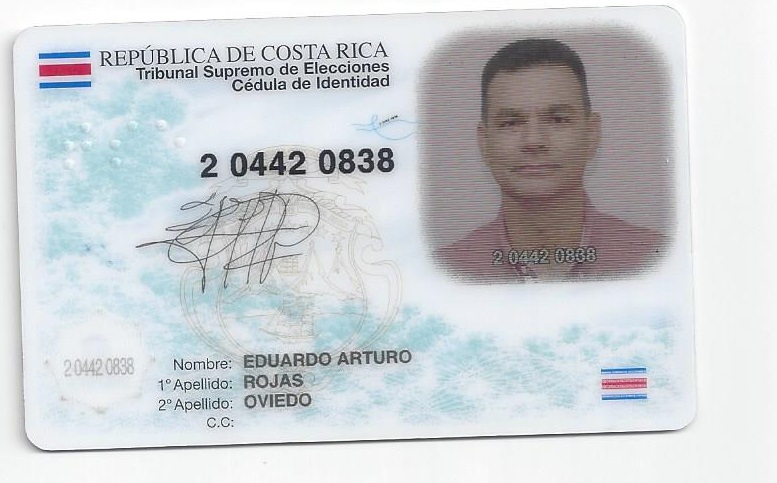 REPÚBLICA DE COSTA RICA
Tribunal Supremo de Elecciones
Cédula de Identidad
2 0442 0838
2 0442 0838
2 0442 0838
Nombre: EDUARDO ARTURO
1° Apellido: ROJAS
2° Apellido: OVIEDO
C.C: